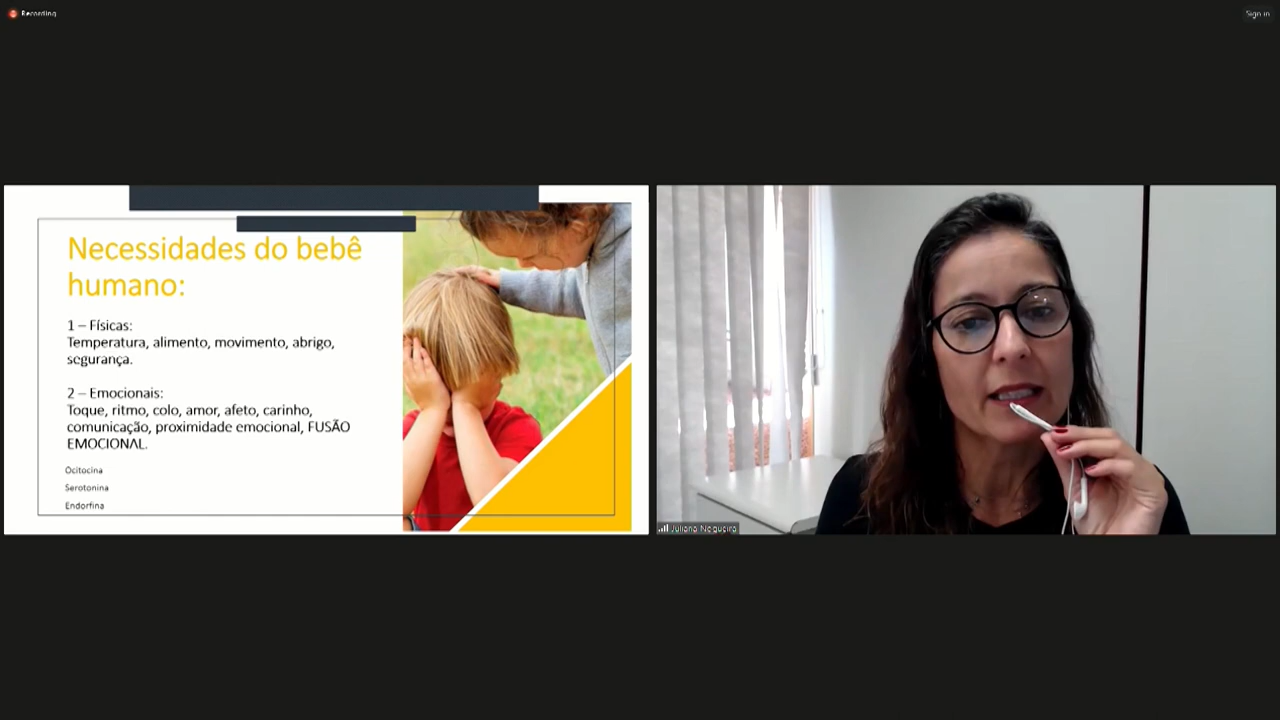 Recording
Sign in
Necessidades do bebê
humano:
1 – Físicas:
Temperatura, alimento, movimento, abrigo,
segurança.
2 – Emocionais:
Toque, ritmo, colo, amor, afeto, carinho,
comunicação, proximidade emocional, FUSÃO
EMOCIONAL.
Ocitocina
Serotonina
Endorfina
Juliana Nogueira